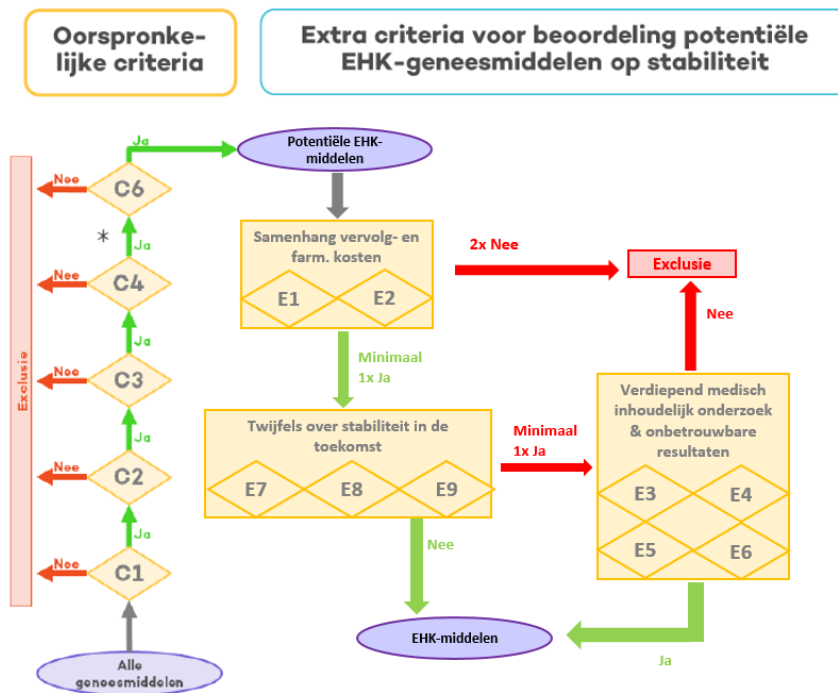 Oorspronke-
lijke criteria
Extra criteria voor beoordeling potentiële
EHK-geneesmiddelen op stabiliteit
Ja
Potentiële EHK-
middelen
Nee
C6
*
Ja
Nee
C4
Ja
Nee
C3
Ja
Nee
C2
Ja
Nee
C1
Exclusie
Alle
geneesmiddelen
Samenhang vervolg- en
farm. kosten
E1
E2
2x Nee
Exclusie
Nee
Minimaal
1x Ja
Twijfels over stabiliteit in de
toekomst
E7
E8
E9
Minimaal
1x Ja
Verdiepend medisch
inhoudelijk onderzoek
& onbetrouwbare
resultaten
E3
E4
E5
E6
Nee
EHK-middelen
Ja